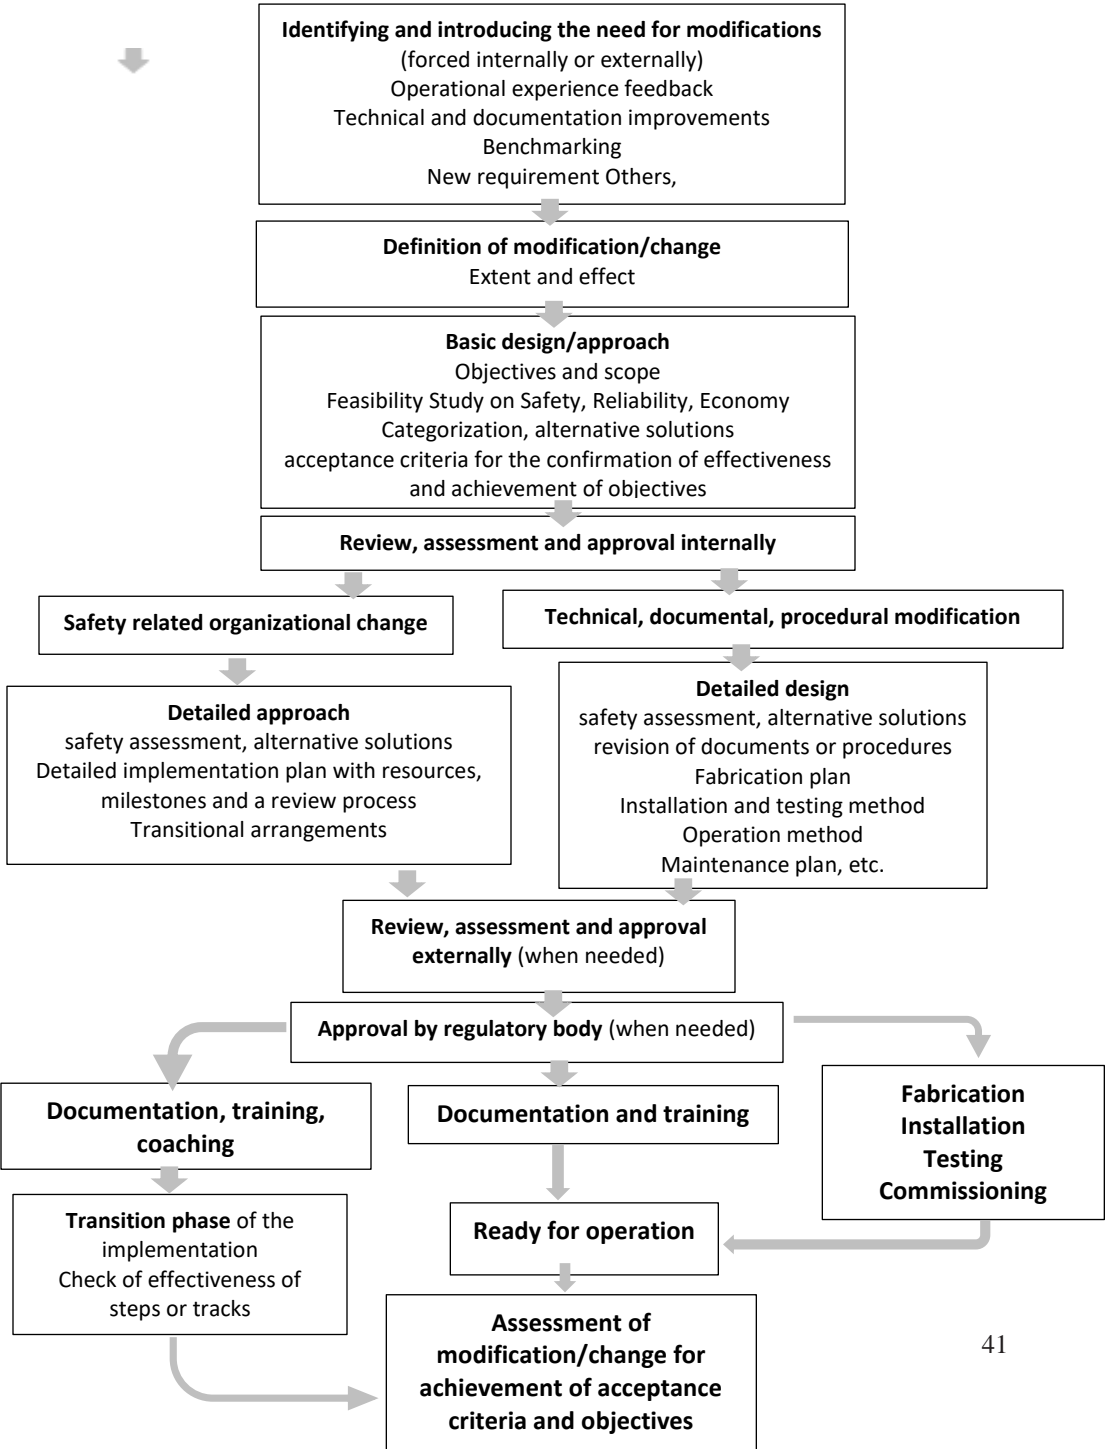 Identifying and introducing the need for modifications
(forced internally or externally)
Operational experience feedback
Technical and documentation improvements
Benchmarking
New requirement Others,
Definition of modification/change
Extent and effect
Basic design/approach
Objectives and scope
Feasibility Study on Safety, Reliability, Economy
Categorization, alternative solutions
acceptance criteria for the confirmation of effectiveness
and achievement of objectives
Review, assessment and approval internally
Safety related organizational change
Technical, documental, procedural modification
Detailed approach
safety assessment, alternative solutions
Detailed implementation plan with resources,
milestones and a review process
Transitional arrangements
Detailed design
safety assessment, alternative solutions
revision of documents or procedures
Fabrication plan
Installation and testing method
Operation method
Maintenance plan, etc.
Review, assessment and approval
externally (when needed)
Approval by regulatory body (when needed)
Documentation, training,
coaching
Documentation and training
Fabrication
Installation
Testing
Commissioning
Transition phase of the
implementation
Check of effectiveness of
steps or tracks
Ready for operation
Assessment of
modification/change for
achievement of acceptance
criteria and objectives
41